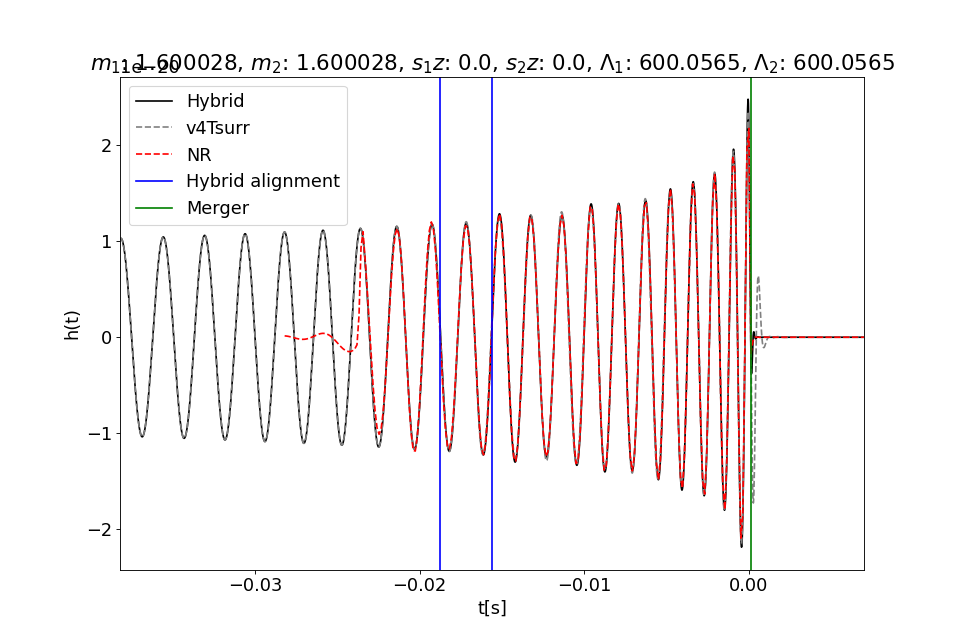 m₁: 1.600028, m₂: 1.600028, s₁z: 0.0, s₂z: 0.0, Λ₁: 600.0565, Λ₂: 600.0565
1e−20
Hybrid
v4Tsurr
NR
Hybrid alignment
Merger
2
1
0
−1
−2
h(t)
−0.03
−0.02
−0.01
0.00
t[s]